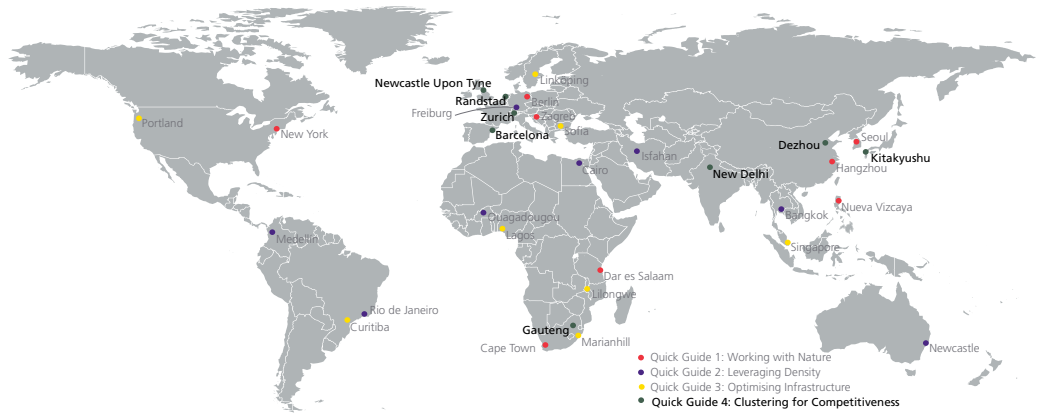 Linköping
Newcastle Upton Tyne
Randstad
Berlin
Freiburg
Zurich
Zagreb
Portland
New York
Barcelona
Sofia
Dezhou
Seoul
Isfahan
Kitakyushu
Cairo
Hangzhou
New Delhi
Nueva Vizcaya
Ouagadougou
Bangkok
Lagos
Medellín
Singapore
Dar es Salaam
Lilongwe
Rio de Janeiro
Curitiba
Gauteng
Marianhill
Cape Town
Newcastle
Quick Guide 1: Working with Nature
Quick Guide 2: Leveraging Density
Quick Guide 3: Optimising Infrastructure
Quick Guide 4: Clustering for Competitiveness